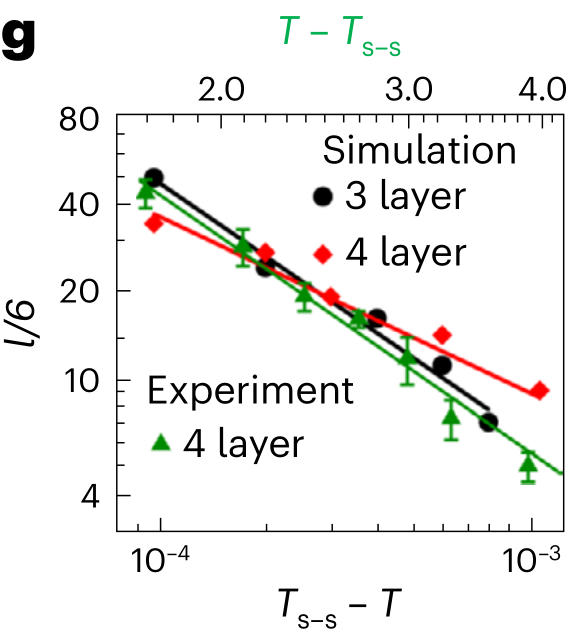 g
T – Ts–s
2.0 3.0 4.0
80
Simulation
3 layer
40
4 layer
20
l/6
10
Experiment
4 layer
4
10–4 10–3
Ts–s – T